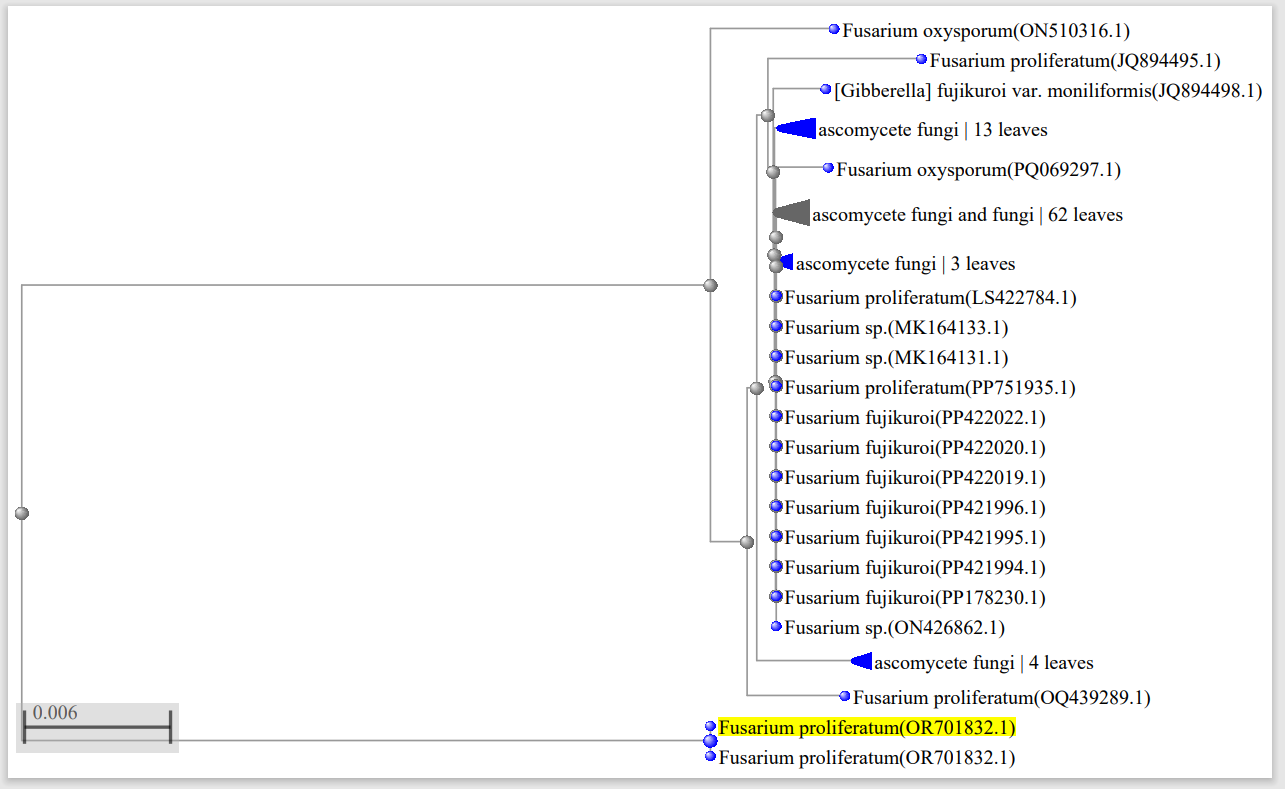 Fusarium oxysporum(ON510316.1)
Fusarium proliferatum(JQ894495.1)
[Gibberella] fujikuroi var. moniliformis(JQ894498.1)
ascomycete fungi | 13 leaves
Fusarium oxysporum(PQ069297.1)
ascomycete fungi and fungi | 62 leaves
ascomycete fungi | 3 leaves
Fusarium proliferatum(LS422784.1)
Fusarium sp.(MK164133.1)
Fusarium sp.(MK164131.1)
Fusarium proliferatum(PP751935.1)
Fusarium fujikuroi(PP422022.1)
Fusarium fujikuroi(PP422020.1)
Fusarium fujikuroi(PP422019.1)
Fusarium fujikuroi(PP421996.1)
Fusarium fujikuroi(PP421995.1)
Fusarium fujikuroi(PP421994.1)
Fusarium fujikuroi(PP178230.1)
Fusarium sp.(ON426862.1)
ascomycete fungi | 4 leaves
Fusarium proliferatum(OQ439289.1)
0.006
Fusarium proliferatum(OR701832.1)
Fusarium proliferatum(OR701832.1)